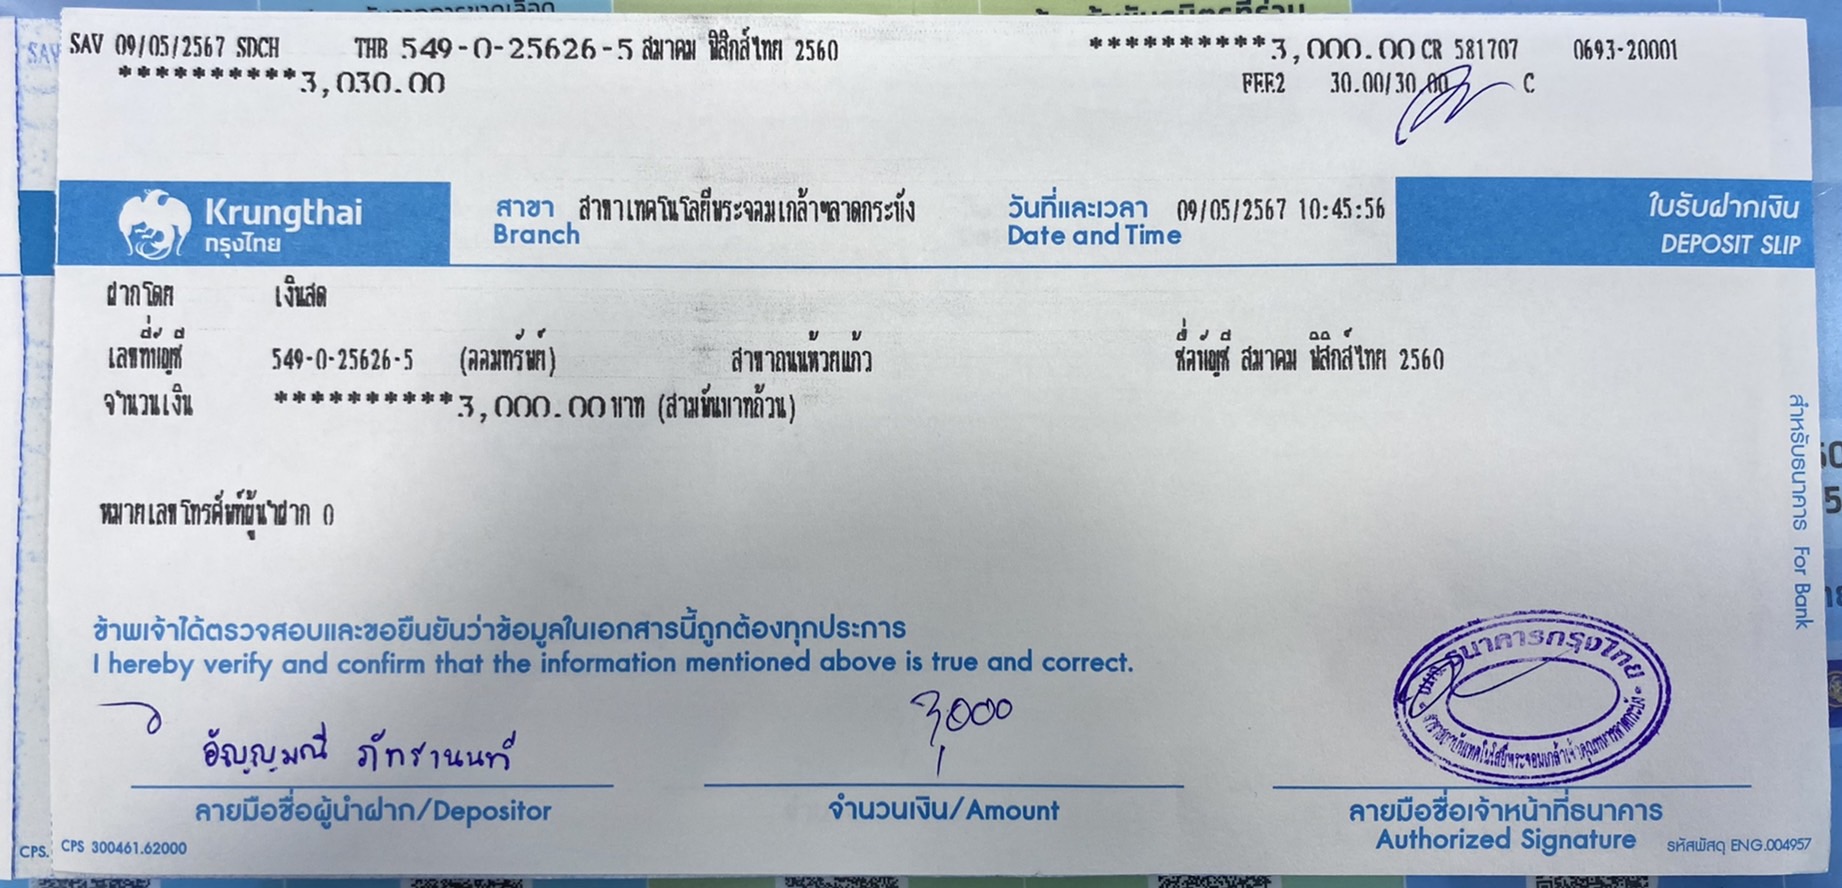 SAV 09/05/2567 SDCH THB 549-0-25626-5 สมาคม ฟิสิกส์ไทย 2560 **********3,000.00 CR 581707 0693-20001
**********3,030.00 FEE2 30.00/30.00 C
Krungthai
กรุงไทย
สาขา สาขาเทคโนโลยีพระจอมเกล้าฯลาดกระบัง
Branch
วันที่และเวลา 09/05/2567 10:45:56
Date and Time
ใบรับฝากเงิน
DEPOSIT SLIP
ฝากโดย เงินสด
เลขที่บัญชี 549-0-25626-5 (ออมทรัพย์) สาขาถนนห้วยแก้ว ชื่อบัญชี สมาคม ฟิสิกส์ไทย 2560
จำนวนเงิน **********3,000.00 บาท (สามพันบาทถ้วน)
หมายเลขโทรศัพท์ผู้นำฝาก 0
สำหรับธนาคาร For Bank
ข้าพเจ้าได้ตรวจสอบและขอยืนยันว่าข้อมูลในเอกสารนี้ถูกต้องทุกประการ
I hereby verify and confirm that the information mentioned above is true and correct.
อัญญมณี ภัทรานนท์
3,000
ธนาคารกรุงไทย
ลายมือชื่อผู้นำฝาก/Depositor
จำนวนเงิน/Amount
ลายมือชื่อเจ้าหน้าที่ธนาคาร
Authorized Signature
CPS.
CPS 300461.62000
รหัสพัสดุ ENG.004957